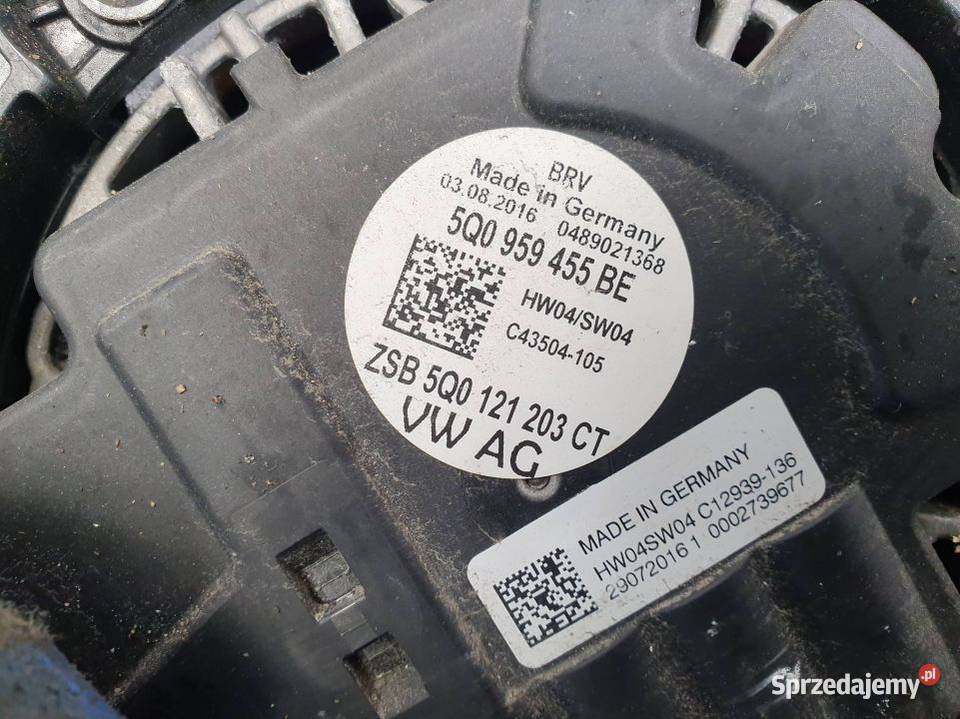 BRV
Made in Germany
03.08.2016 0489021368
5Q0 959 455 BE
HW04/SW04
C43504-105
ZSB 5Q0 121 203 CT
VW AG
MADE IN GERMANY
HW04SW04 C12939-136
29072016 1 0002739677
Sprzedajemy.pl